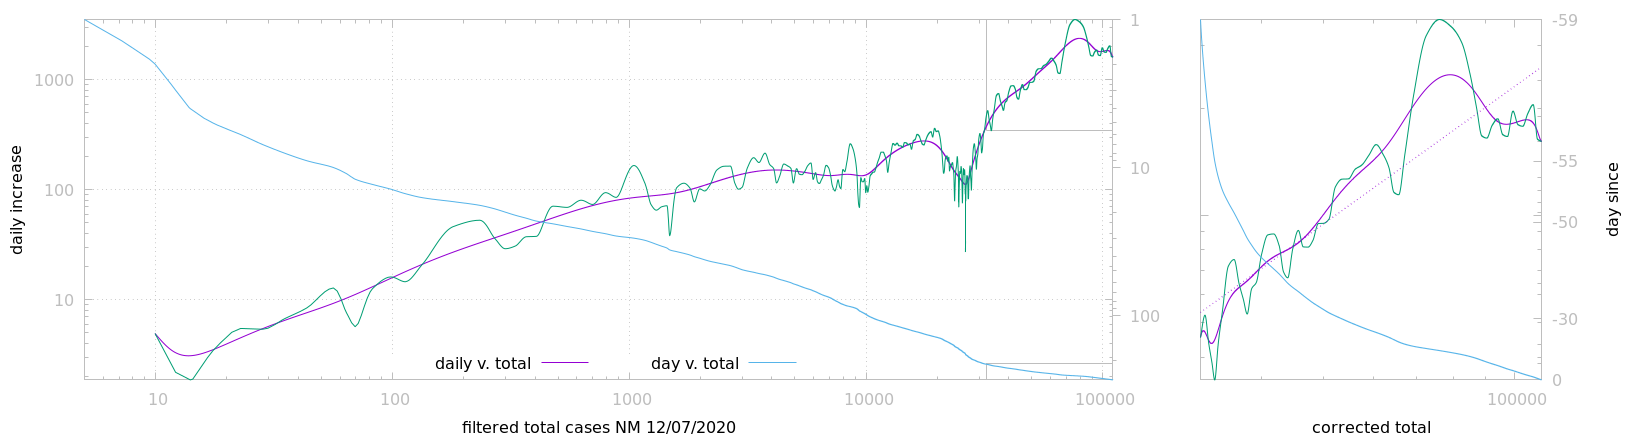 1
-59
1000
daily increase
10
-55
day since
100
-50
10
100
-30
daily v. total
day v. total
0
10
100
1000
10000
100000
100000
filtered total cases NM 12/07/2020
corrected total